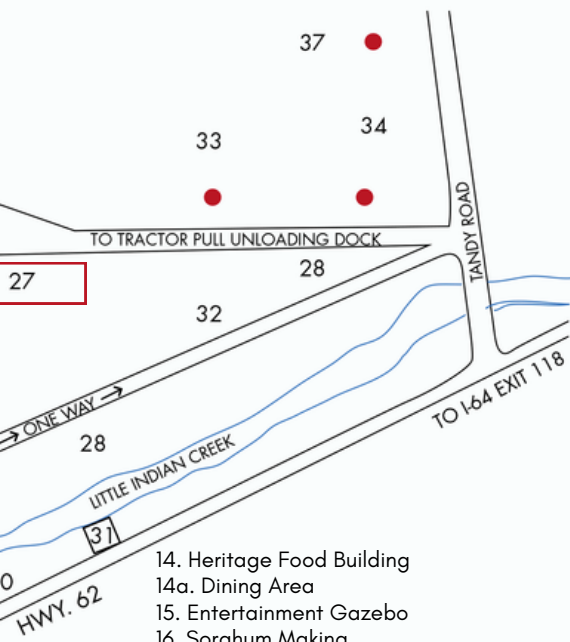 37
34
33
TANDY ROAD
TO TRACTOR PULL UNLOADING DOCK
28
27
32
TO I-64 EXIT 118
→ ONE WAY →
28
LITTLE INDIAN CREEK
31
0
HWY. 62
14. Heritage Food Building
14a. Dining Area
15. Entertainment Gazebo
16. Sorghum Making